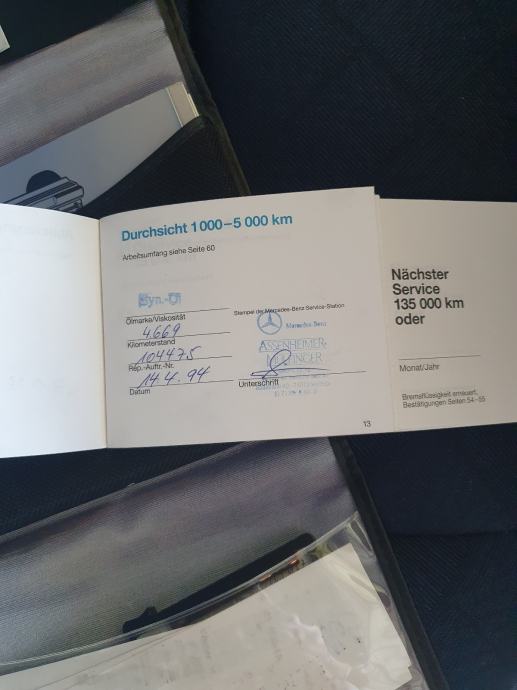 Durchsicht 1000–5 000 km
Arbeitsumfang siehe Seite 60
Syn.-Öl
Ölmarke/Viskosität
4669
Kilometerstand
104475
Rep.-Auftr.-Nr.
14.4.94
Datum
Stempel der Mercedes-Benz Service-Station
Mercedes-Benz
ASSENHEIMER
Unterschrift
13
Nächster
Service
135 000 km
oder
Monat/Jahr
Bremsflüssigkeit erneuert,
Bestätigungen Seiten 54–55